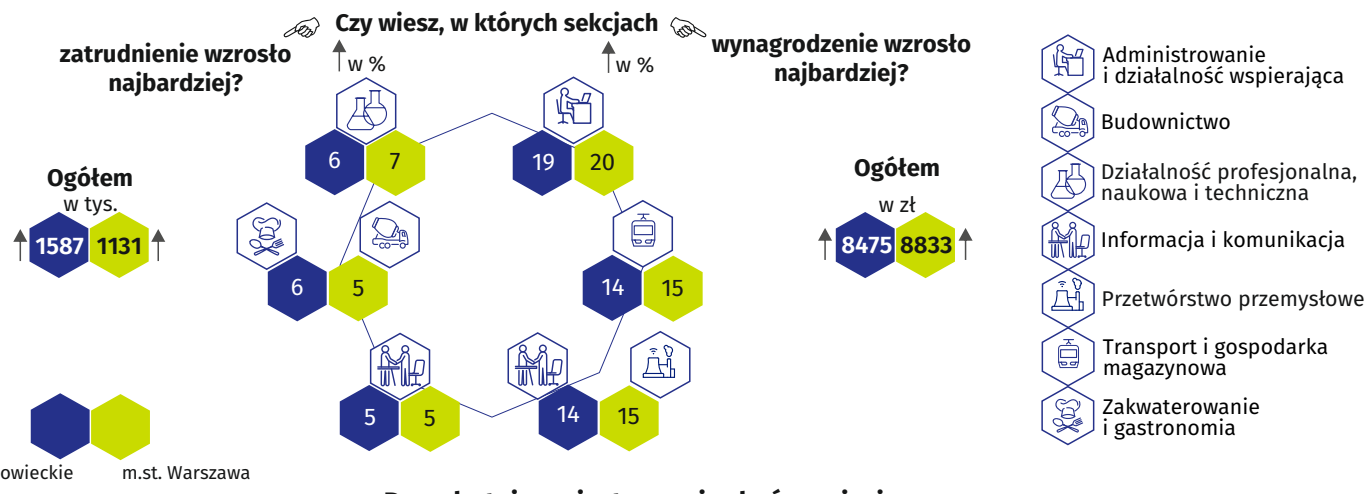 Czy wiesz, w których sekcjach
zatrudnienie wzrosło
najbardziej?
w %
w %
wynagrodzenie wzrosło
najbardziej?
6 7
19 20
Ogółem
w tys.
1587 1131
6 5
14 15
Ogółem
w zł
8475 8833
5 5
14 15
m.st. Warszawa
Administrowanie
i działalność wspierająca
Budownictwo
Działalność profesjonalna,
naukowa i techniczna
Informacja i komunikacja
Przetwórstwo przemysłowe
Transport i gospodarka
magazynowa
Zakwaterowanie
i gastronomia